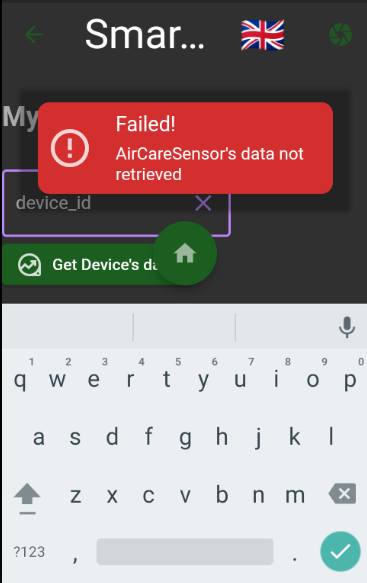 Smar...
My
Failed!
AirCareSensor's data not
retrieved
device_id
Get Device's da
1 2 3 4 5 6 7 8 9 0
q w e r t y u i o p
a s d f g h j k l
z x c v b n m
?123 , .